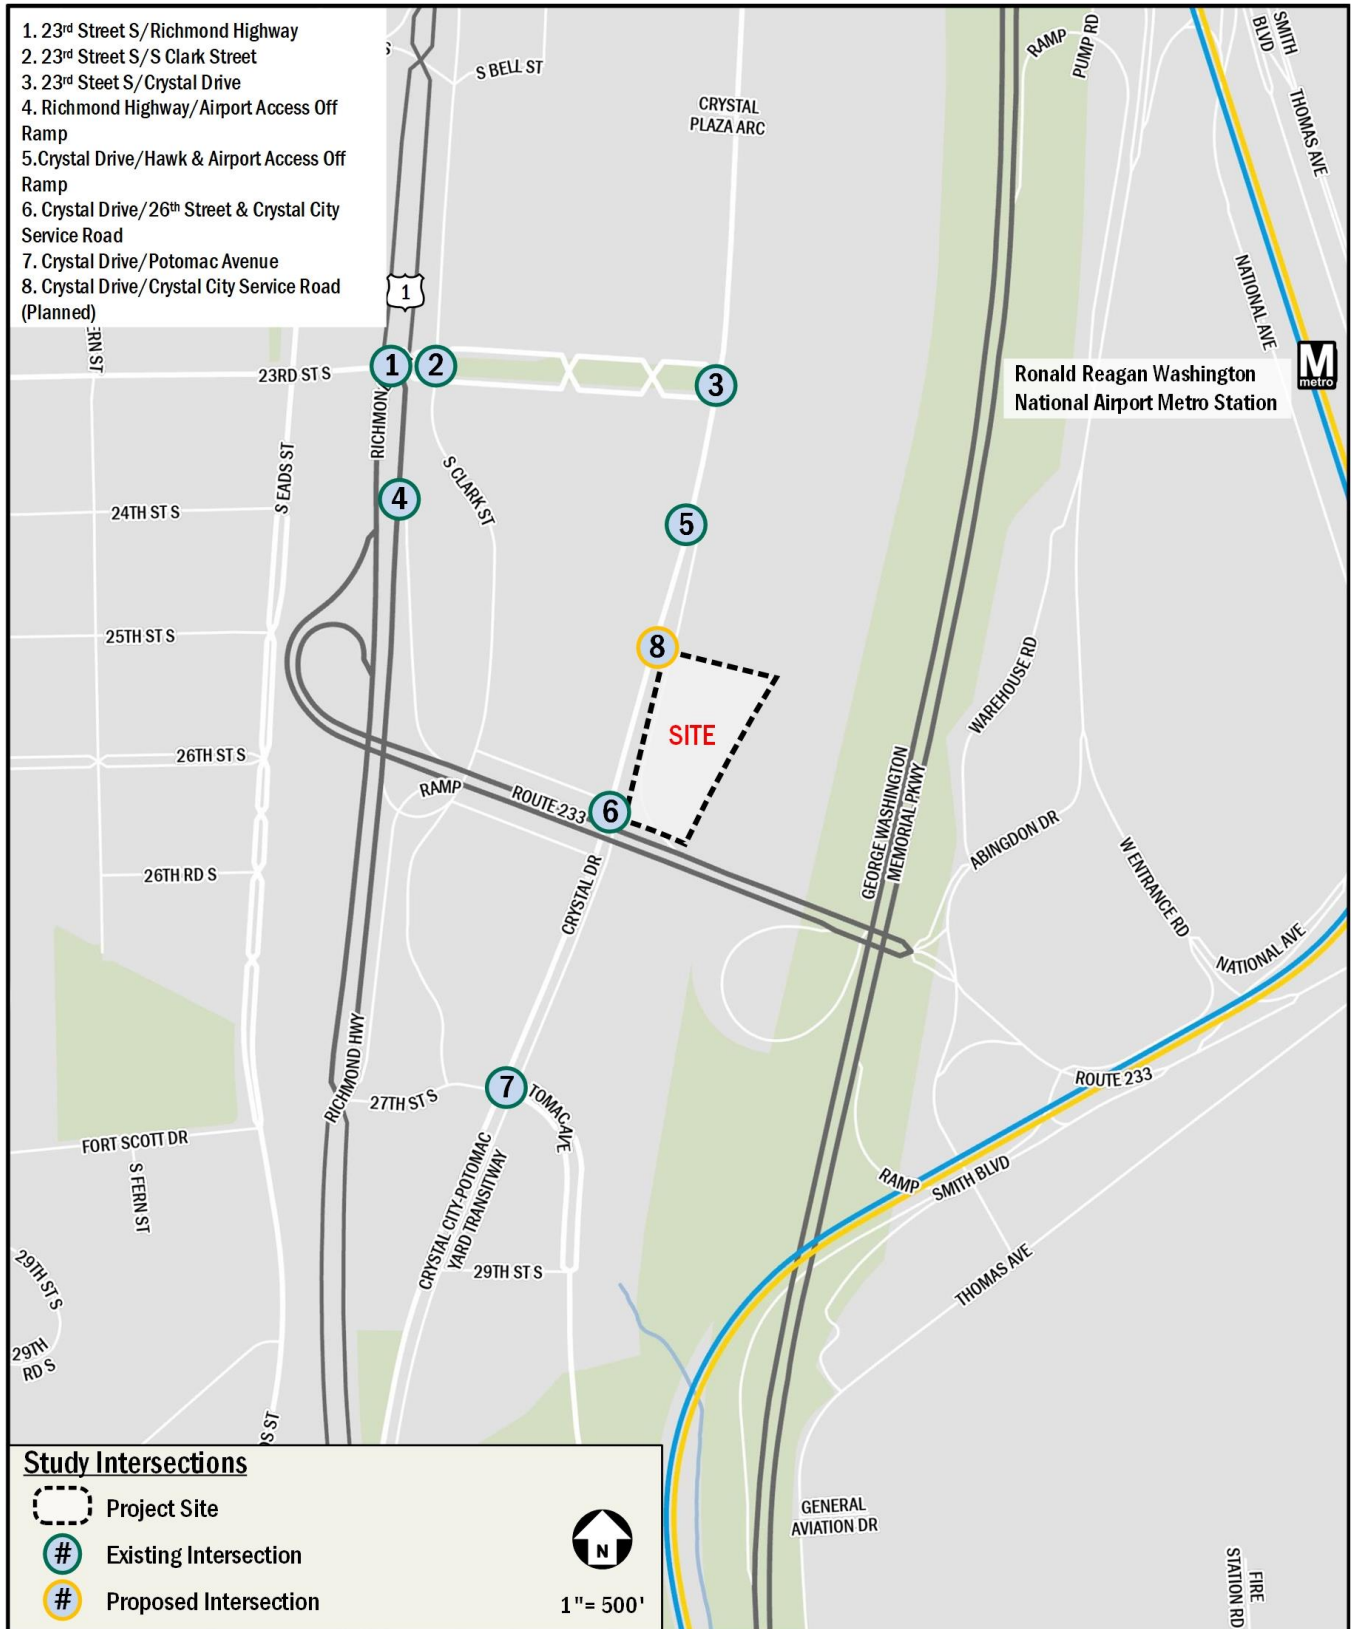 1. 23rd Street S/Richmond Highway
2. 23rd Street S/S Clark Street
3. 23rd Steet S/Crystal Drive
4. Richmond Highway/Airport Access Off
Ramp
5.Crystal Drive/Hawk & Airport Access Off
Ramp
6. Crystal Drive/26th Street & Crystal City
Service Road
7. Crystal Drive/Potomac Avenue
8. Crystal Drive/Crystal City Service Road
(Planned)
S
S BELL ST
CRYSTAL
PLAZA ARC
RAMP
PUMP RD
SMITH
BLVD
THOMAS AVE
NATIONAL AVE
1
ERN ST
23RD ST S
1
2
3
RICHMON
Ronald Reagan Washington
National Airport Metro Station
M
metro
S EADS ST
S CLARK ST
4
24TH ST S
5
25TH ST S
8
WAREHOUSE RD
SITE
26TH ST S
RAMP
ROUTE 233
6
GEORGE WASHINGTON
MEMORIAL PKWY
ABINGDON DR
W ENTRANCE RD
26TH RD S
CRYSTAL DR
NATIONAL AVE
RICHMOND HWY
27TH ST S
7
TOMAC AVE
ROUTE 233
FORT SCOTT DR
S FERN ST
CRYSTAL CITY-POTOMAC
YARD TRANSITWAY
RAMP
SMITH BLVD
29TH ST S
29TH ST S
THOMAS AVE
29TH
RD S
DS ST
Study Intersections
Project Site
# Existing Intersection
# Proposed Intersection
N
1"= 500'
GENERAL
AVIATION DR
FIRE
STATION RD